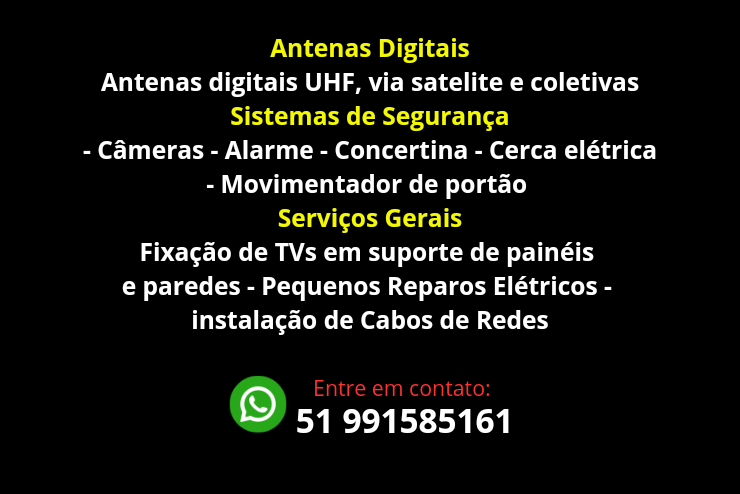 Antenas Digitais
Antenas digitais UHF, via satelite e coletivas
Sistemas de Segurança
- Câmeras - Alarme - Concertina - Cerca elétrica
- Movimentador de portão
Serviços Gerais
Fixação de TVs em suporte de painéis
e paredes - Pequenos Reparos Elétricos -
instalação de Cabos de Redes
Entre em contato:
51 991585161